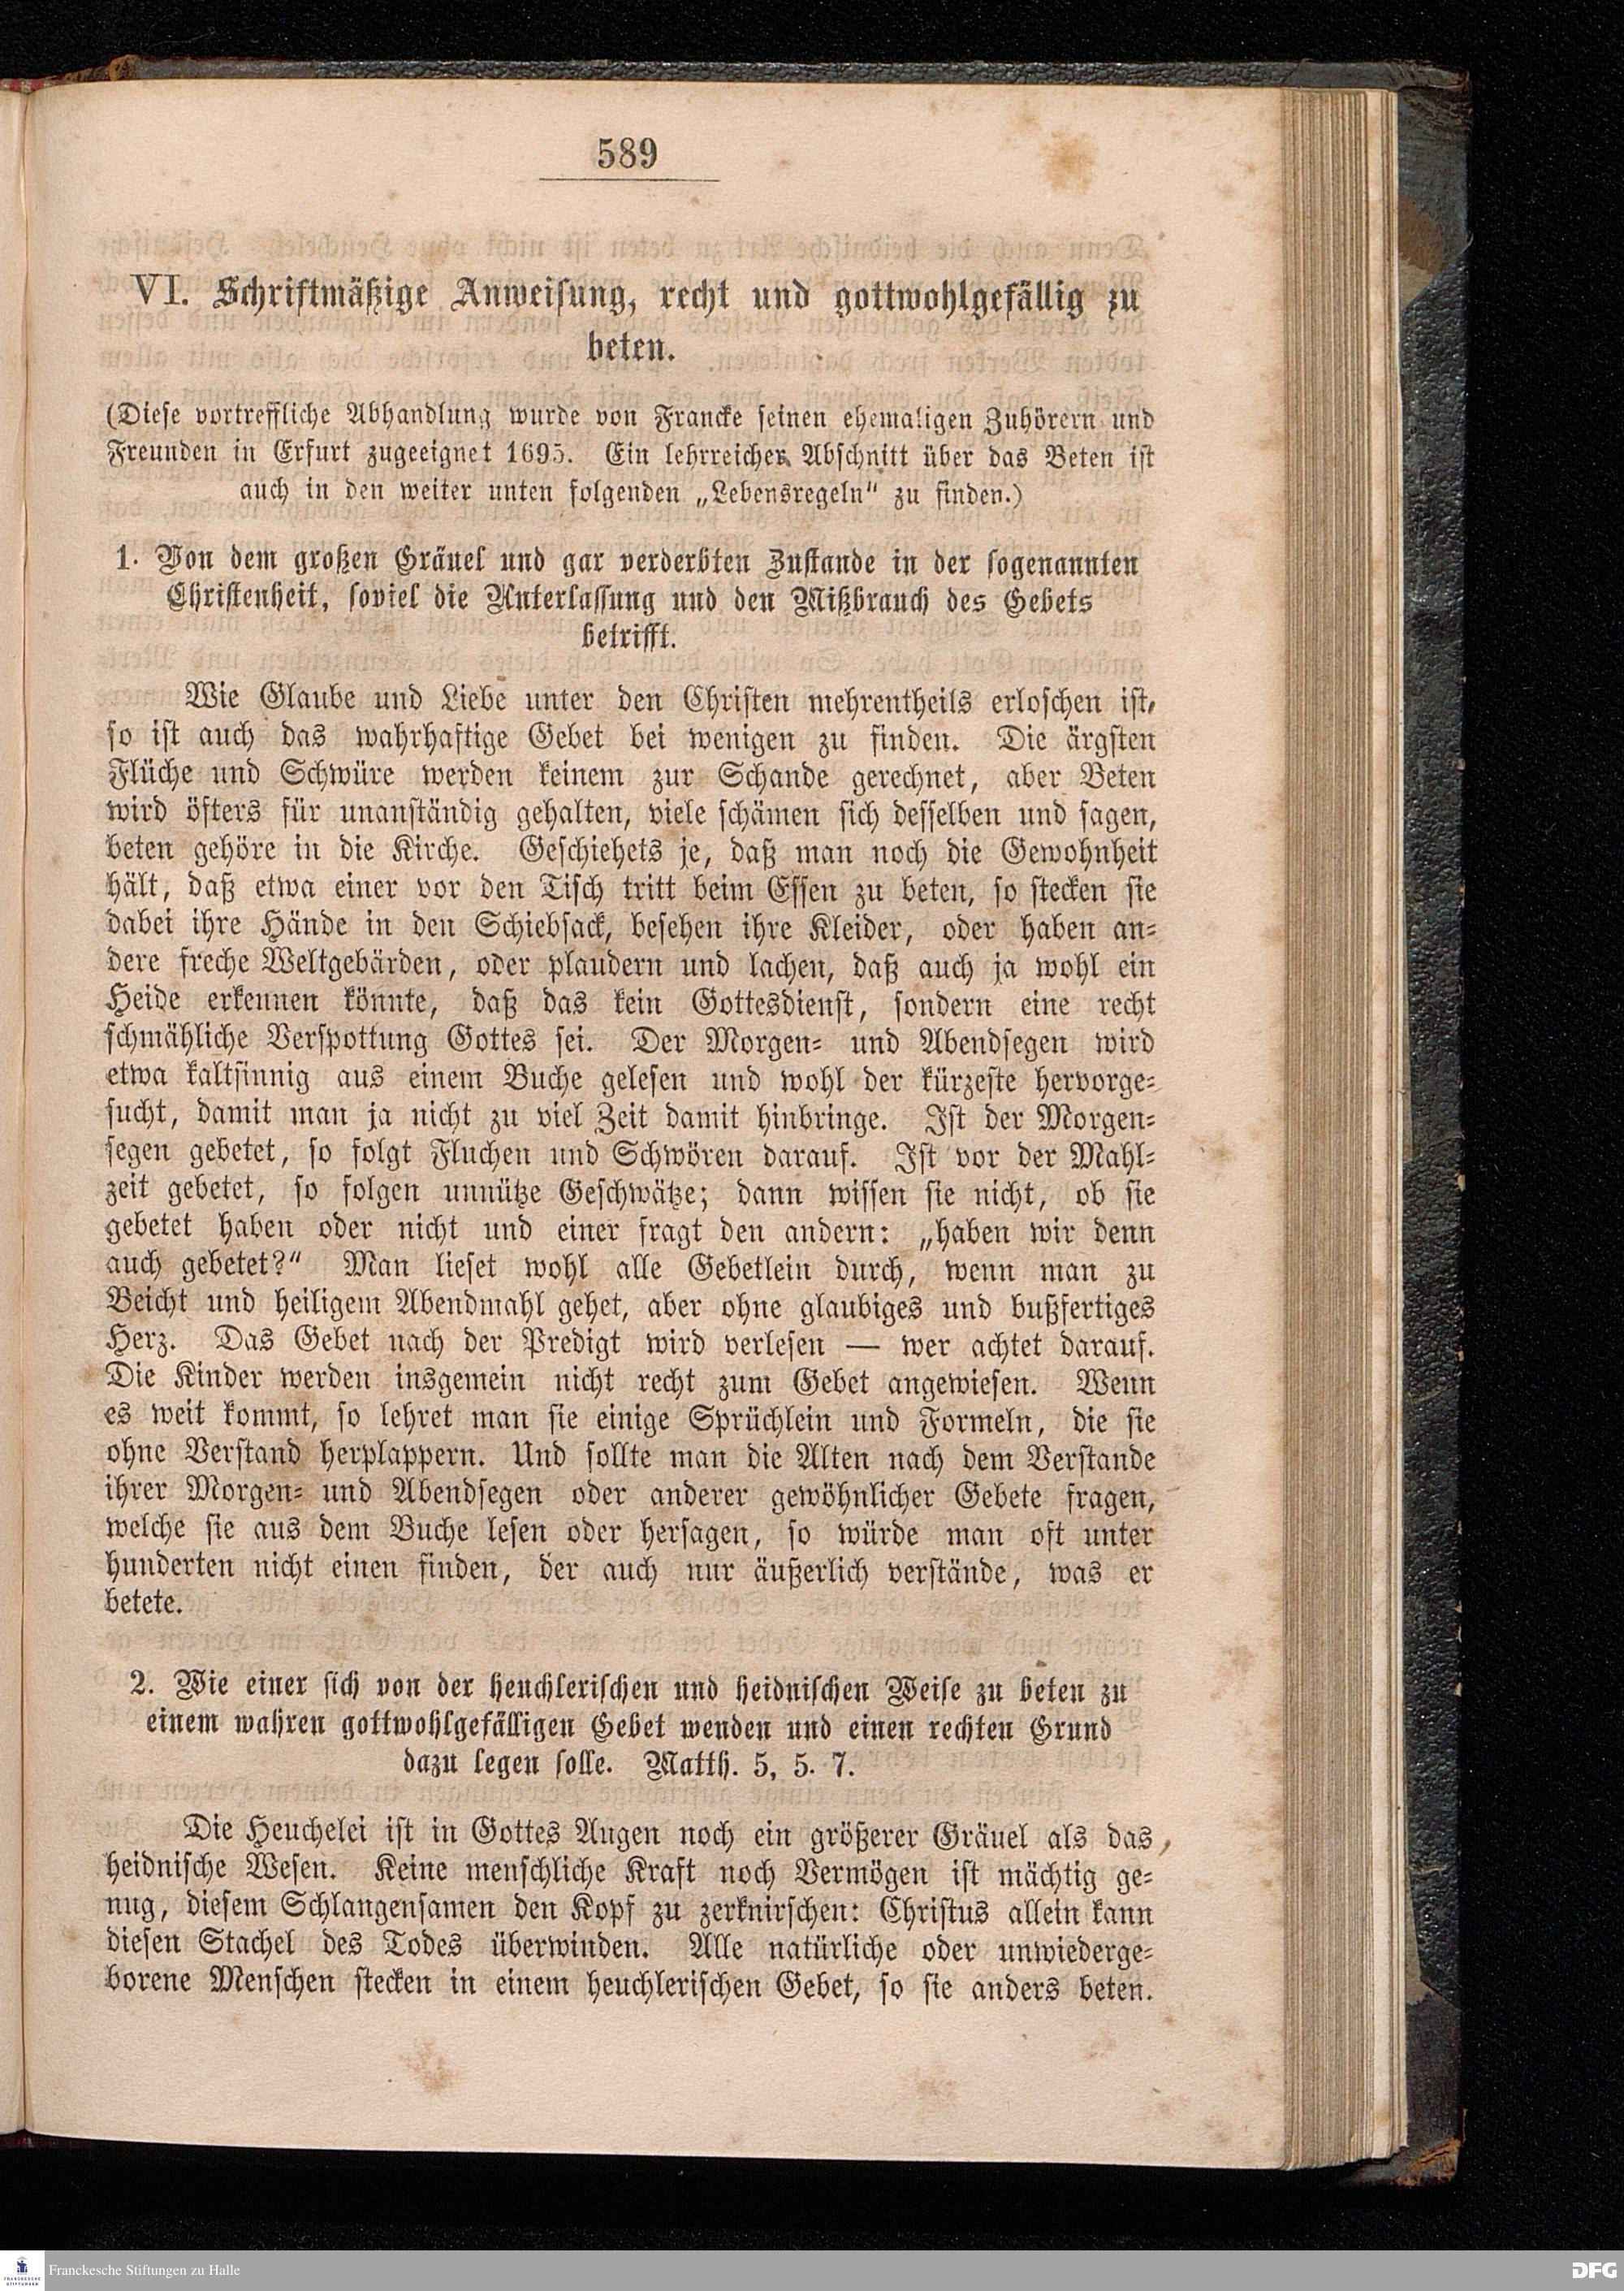 589
VI. Schriftmäßige Anweisung, recht und gottwohlgefällig zu
beten.
(Diese vortreffliche Abhandlung wurde von Francke seinen ehemaligen Zuhörern und
Freunden in Erfurt zugeeignet 1695. Ein lehrreicher Abschnitt über das Beten ist
auch in den weiter unten folgenden „Lebensregeln“ zu finden.)
1. Von dem großen Gräuel und gar verderbten Zustande in der sogenannten
Christenheit, soviel die Unterlassung und den Mißbrauch des Gebets
betrifft.
Wie Glaube und Liebe unter den Christen mehrentheils erloschen ist,
so ist auch das wahrhaftige Gebet bei wenigen zu finden. Die ärgsten
Flüche und Schwüre werden keinem zur Schande gerechnet, aber Beten
wird öfters für unanständig gehalten, viele schämen sich desselben und sagen,
beten gehöre in die Kirche. Geschiehets je, daß man noch die Gewohnheit
hält, daß etwa einer vor den Tisch tritt beim Essen zu beten, so stecken sie
dabei ihre Hände in den Schiebsack, besehen ihre Kleider, oder haben an-
dere freche Weltgebärden, oder plaudern und lachen, daß auch ja wohl ein
Heide erkennen könnte, daß das kein Gottesdienst, sondern eine recht
schmähliche Verspottung Gottes sei. Der Morgen- und Abendsegen wird
etwa kaltsinnig aus einem Buche gelesen und wohl der kürzeste hervorge-
sucht, damit man ja nicht zu viel Zeit damit hinbringe. Ist der Morgen-
segen gebetet, so folgt Fluchen und Schwören darauf. Ist vor der Mahl-
zeit gebetet, so folgen unnütze Geschwätze; dann wissen sie nicht, ob sie
gebetet haben oder nicht und einer fragt den andern: „haben wir denn
auch gebetet?“ Man lieset wohl alle Gebetlein durch, wenn man zu
Beicht und heiligem Abendmahl gehet, aber ohne glaubiges und bußfertiges
Herz. Das Gebet nach der Predigt wird verlesen — wer achtet darauf.
Die Kinder werden insgemein nicht recht zum Gebet angewiesen. Wenn
es weit kommt, so lehret man sie einige Sprüchlein und Formeln, die sie
ohne Verstand herplappern. Und sollte man die Alten nach dem Verstande
ihrer Morgen- und Abendsegen oder anderer gewöhnlicher Gebete fragen,
welche sie aus dem Buche lesen oder hersagen, so würde man oft unter
hunderten nicht einen finden, der auch nur äußerlich verstände, was er
betete.
2. Wie einer sich von der heuchlerischen und heidnischen Weise zu beten zu
einem wahren gottwohlgefälligen Gebet wenden und einen rechten Grund
dazu legen solle. Matth. 5, 5. 7.
Die Heuchelei ist in Gottes Augen noch ein größerer Gräuel als das
heidnische Wesen. Keine menschliche Kraft noch Vermögen ist mächtig ge-
nug, diesem Schlangensamen den Kopf zu zerknirschen: Christus allein kann
diesen Stachel des Todes überwinden. Alle natürliche oder unwiederge-
borene Menschen stecken in einem heuchlerischen Gebet, so sie anders beten.
FRANCKESCHE
STIFTUNGEN
Franckesche Stiftungen zu Halle
DFG